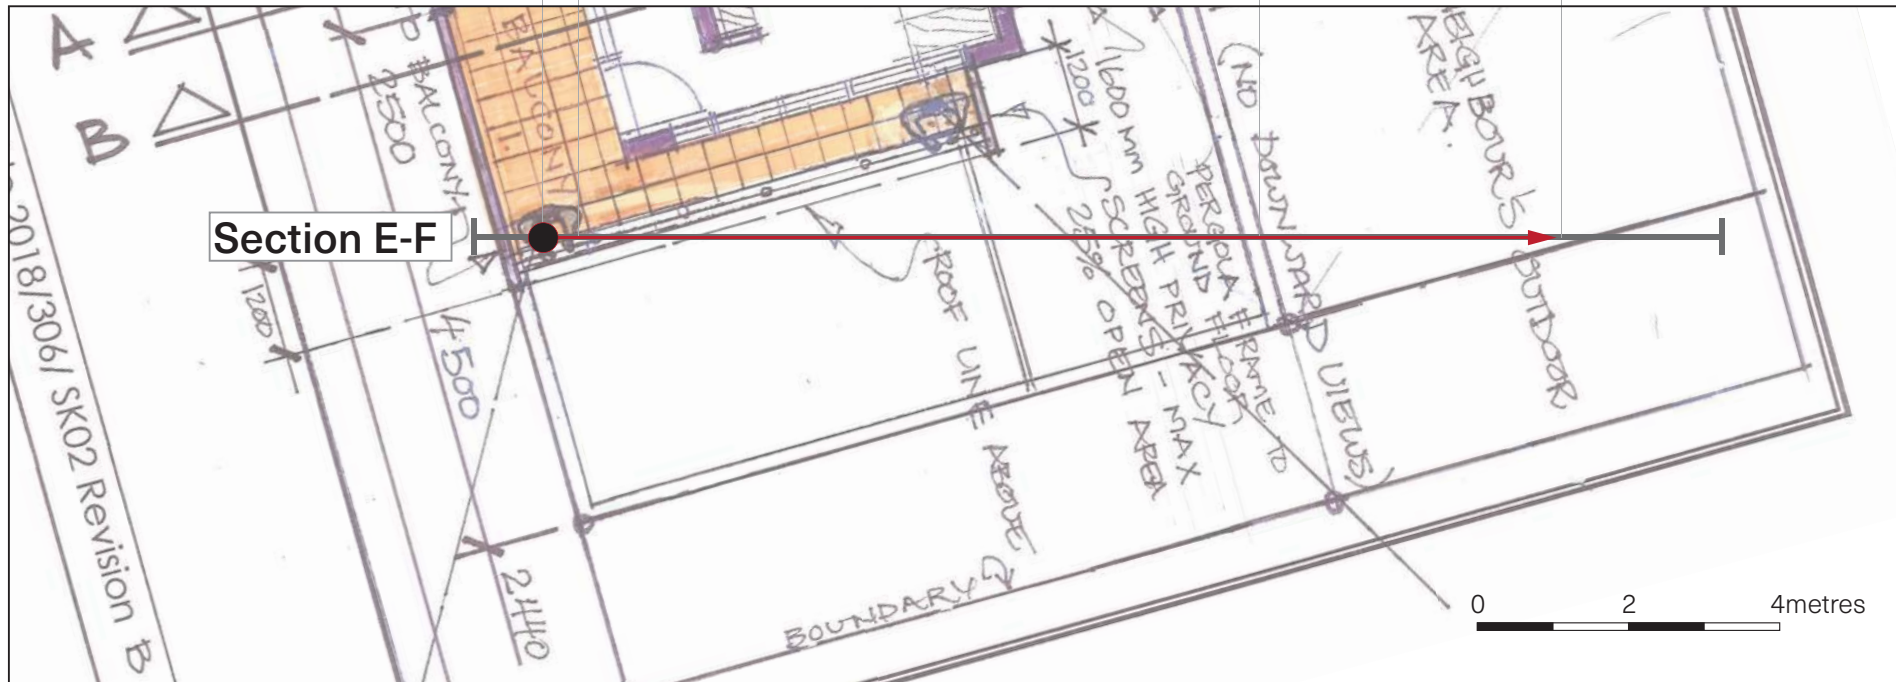 A
B
BALCONY
2500
BALCONY
1200
1600 MM HIGH PRIVACY
SCREENS - MAX
25% OPEN AREA
PERGOLA FRAME TO
GROUND FLOOR
(NO DOWNWARD VIEWS)
NEIGHBOUR'S OUTDOOR
AREA.
Section E-F
1200
4500
ROOF LINE ABOVE
2018/306/ SK02 Revision B
2440
BOUNDARY
0 2 4metres